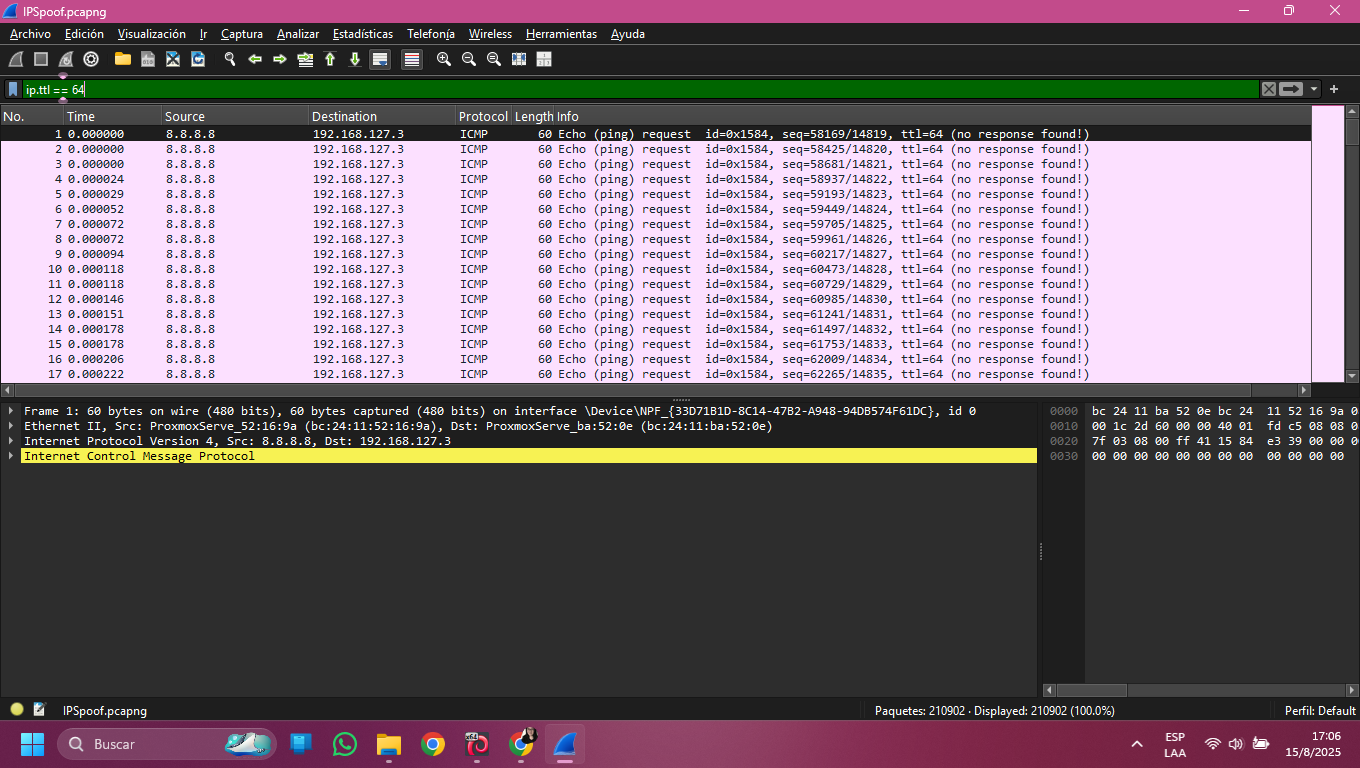 IPSpoof.pcapng
Archivo Edición Visualización Ir Captura Analizar Estadísticas Telefonía Wireless Herramientas Ayuda
ip.ttl == 64
No. Time Source Destination Protocol Length Info
1 0.000000 8.8.8.8 192.168.127.3 ICMP 60 Echo (ping) request id=0x1584, seq=58169/14819, ttl=64 (no response found!)
2 0.000000 8.8.8.8 192.168.127.3 ICMP 60 Echo (ping) request id=0x1584, seq=58425/14820, ttl=64 (no response found!)
3 0.000000 8.8.8.8 192.168.127.3 ICMP 60 Echo (ping) request id=0x1584, seq=58681/14821, ttl=64 (no response found!)
4 0.000024 8.8.8.8 192.168.127.3 ICMP 60 Echo (ping) request id=0x1584, seq=58937/14822, ttl=64 (no response found!)
5 0.000029 8.8.8.8 192.168.127.3 ICMP 60 Echo (ping) request id=0x1584, seq=59193/14823, ttl=64 (no response found!)
6 0.000052 8.8.8.8 192.168.127.3 ICMP 60 Echo (ping) request id=0x1584, seq=59449/14824, ttl=64 (no response found!)
7 0.000072 8.8.8.8 192.168.127.3 ICMP 60 Echo (ping) request id=0x1584, seq=59705/14825, ttl=64 (no response found!)
8 0.000072 8.8.8.8 192.168.127.3 ICMP 60 Echo (ping) request id=0x1584, seq=59961/14826, ttl=64 (no response found!)
9 0.000094 8.8.8.8 192.168.127.3 ICMP 60 Echo (ping) request id=0x1584, seq=60217/14827, ttl=64 (no response found!)
10 0.000118 8.8.8.8 192.168.127.3 ICMP 60 Echo (ping) request id=0x1584, seq=60473/14828, ttl=64 (no response found!)
11 0.000118 8.8.8.8 192.168.127.3 ICMP 60 Echo (ping) request id=0x1584, seq=60729/14829, ttl=64 (no response found!)
12 0.000146 8.8.8.8 192.168.127.3 ICMP 60 Echo (ping) request id=0x1584, seq=60985/14830, ttl=64 (no response found!)
13 0.000151 8.8.8.8 192.168.127.3 ICMP 60 Echo (ping) request id=0x1584, seq=61241/14831, ttl=64 (no response found!)
14 0.000178 8.8.8.8 192.168.127.3 ICMP 60 Echo (ping) request id=0x1584, seq=61497/14832, ttl=64 (no response found!)
15 0.000178 8.8.8.8 192.168.127.3 ICMP 60 Echo (ping) request id=0x1584, seq=61753/14833, ttl=64 (no response found!)
16 0.000206 8.8.8.8 192.168.127.3 ICMP 60 Echo (ping) request id=0x1584, seq=62009/14834, ttl=64 (no response found!)
17 0.000222 8.8.8.8 192.168.127.3 ICMP 60 Echo (ping) request id=0x1584, seq=62265/14835, ttl=64 (no response found!)
Frame 1: 60 bytes on wire (480 bits), 60 bytes captured (480 bits) on interface \Device\NPF_{33D71B1D-8C14-47B2-A948-94DB574F61DC}, id 0
Ethernet II, Src: ProxmoxServe_52:16:9a (bc:24:11:52:16:9a), Dst: ProxmoxServe_ba:52:0e (bc:24:11:ba:52:0e)
Internet Protocol Version 4, Src: 8.8.8.8, Dst: 192.168.127.3
Internet Control Message Protocol
0000 bc 24 11 ba 52 0e bc 24 11 52 16 9a 0
0010 00 1c 2d 60 00 00 40 01 fd c5 08 08 0
0020 7f 03 08 00 ff 41 15 84 e3 39 00 00 0
0030 00 00 00 00 00 00 00 00 00 00 00 00
IPSpoof.pcapng Paquetes: 210902 · Displayed: 210902 (100.0%) Perfil: Default
Buscar
x64
ESP
LAA
17:06
15/8/2025